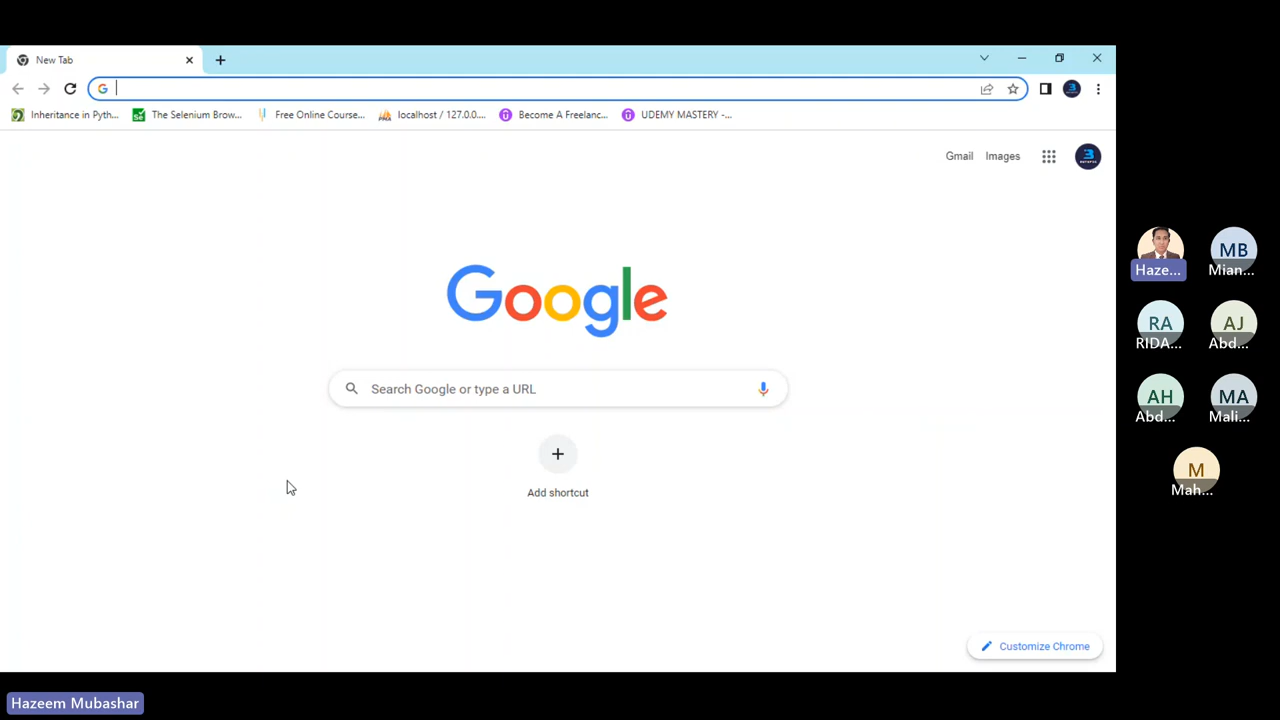 New Tab
Inheritance in Pyth...
The Selenium Brow...
Free Online Course...
localhost / 127.0.0....
Become A Freelanc...
UDEMY MASTERY -...
Gmail
Images
Google
Search Google or type a URL
Add shortcut
Customize Chrome
Haze...
MB
Mian...
RA
RIDA...
AJ
Abd...
AH
Abd...
MA
Mali...
M
Mah...
Hazeem Mubashar